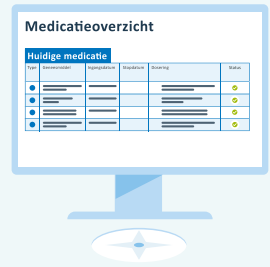 Medicatieoverzicht
Huidige medicatie
Type Geneesmiddel Ingangsdatum Stopdatum Dosering Status